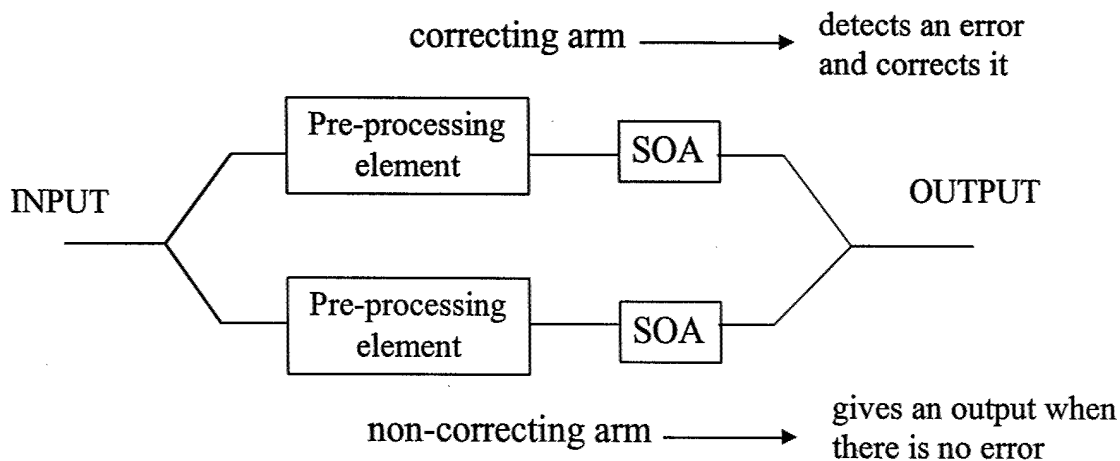 correcting arm
detects an error
and corrects it
Pre-processing
element
SOA
INPUT
OUTPUT
Pre-processing
element
SOA
non-correcting arm
gives an output when
there is no error